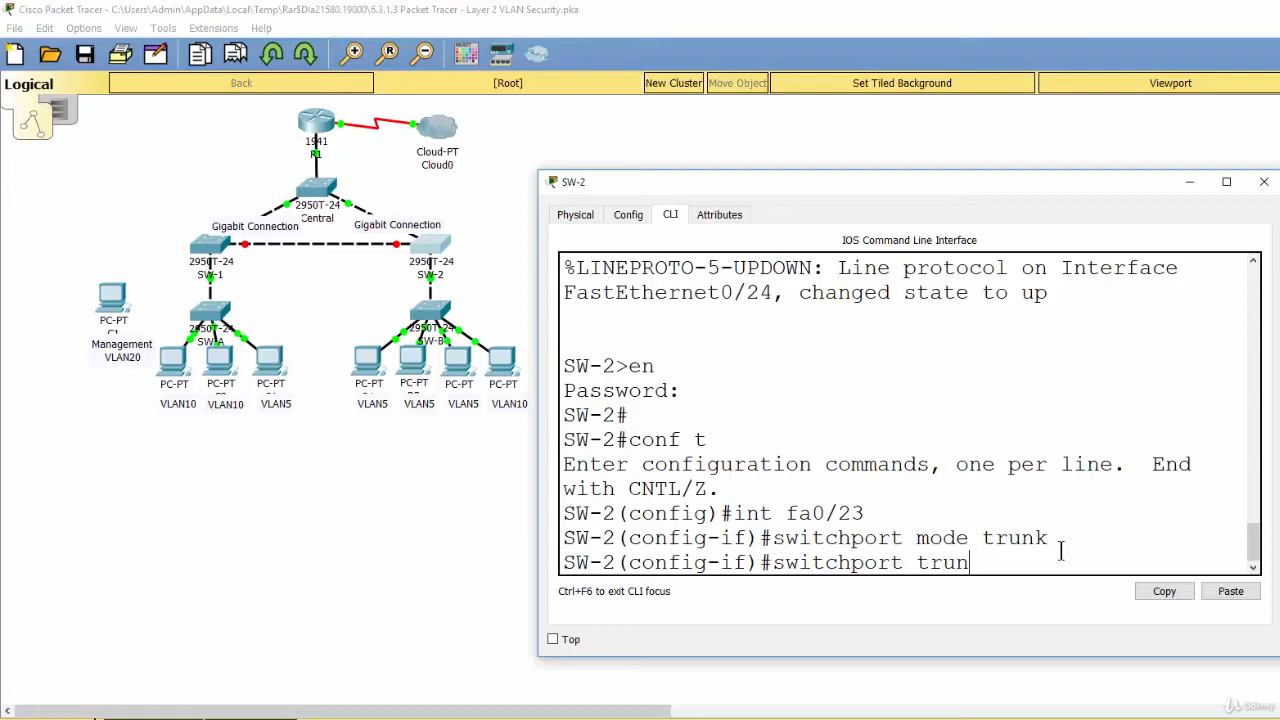 Cisco Packet Tracer - C:\Users\Admin\AppData\Local\Temp\Rar$DIa21580.19000\6.3.1.3 Packet Tracer - Layer 2 VLAN Security.pka
File Edit Options View Tools Extensions Help
Logical Back [Root] New Cluster Move Object Set Tiled Background Viewport
1941
R1
Cloud-PT
Cloud0
2950T-24
Central
Gigabit Connection
Gigabit Connection
2950T-24
SW-1
2950T-24
SW-2
PC-PT
C1
Management
VLAN20
2950T-24
SW-A
2950T-24
SW-B
PC-PT PC-PT PC-PT PC-PT PC-PT PC-PT PC-PT
VLAN10 VLAN10 VLAN5 VLAN5 VLAN5 VLAN5 VLAN10
SW-2
Physical Config CLI Attributes
IOS Command Line Interface
%LINEPROTO-5-UPDOWN: Line protocol on Interface
FastEthernet0/24, changed state to up
SW-2>en
Password:
SW-2#
SW-2#conf t
Enter configuration commands, one per line. End
with CNTL/Z.
SW-2(config)#int fa0/23
SW-2(config-if)#switchport mode trunk
SW-2(config-if)#switchport trun
Ctrl+F6 to exit CLI focus
Copy Paste
Top
Udemy